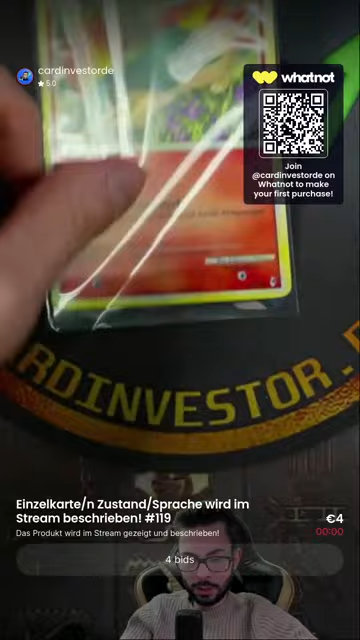 cardinvestorde
5.0
whatnot
Join
@cardinvestorde on
Whatnot to make
your first purchase!
RDINVESTOR.
Einzelkarte/n Zustand/Sprache wird im
Stream beschrieben! #119
€4
Das Produkt wird im Stream gezeigt und beschrieben!
00:00
4 bids